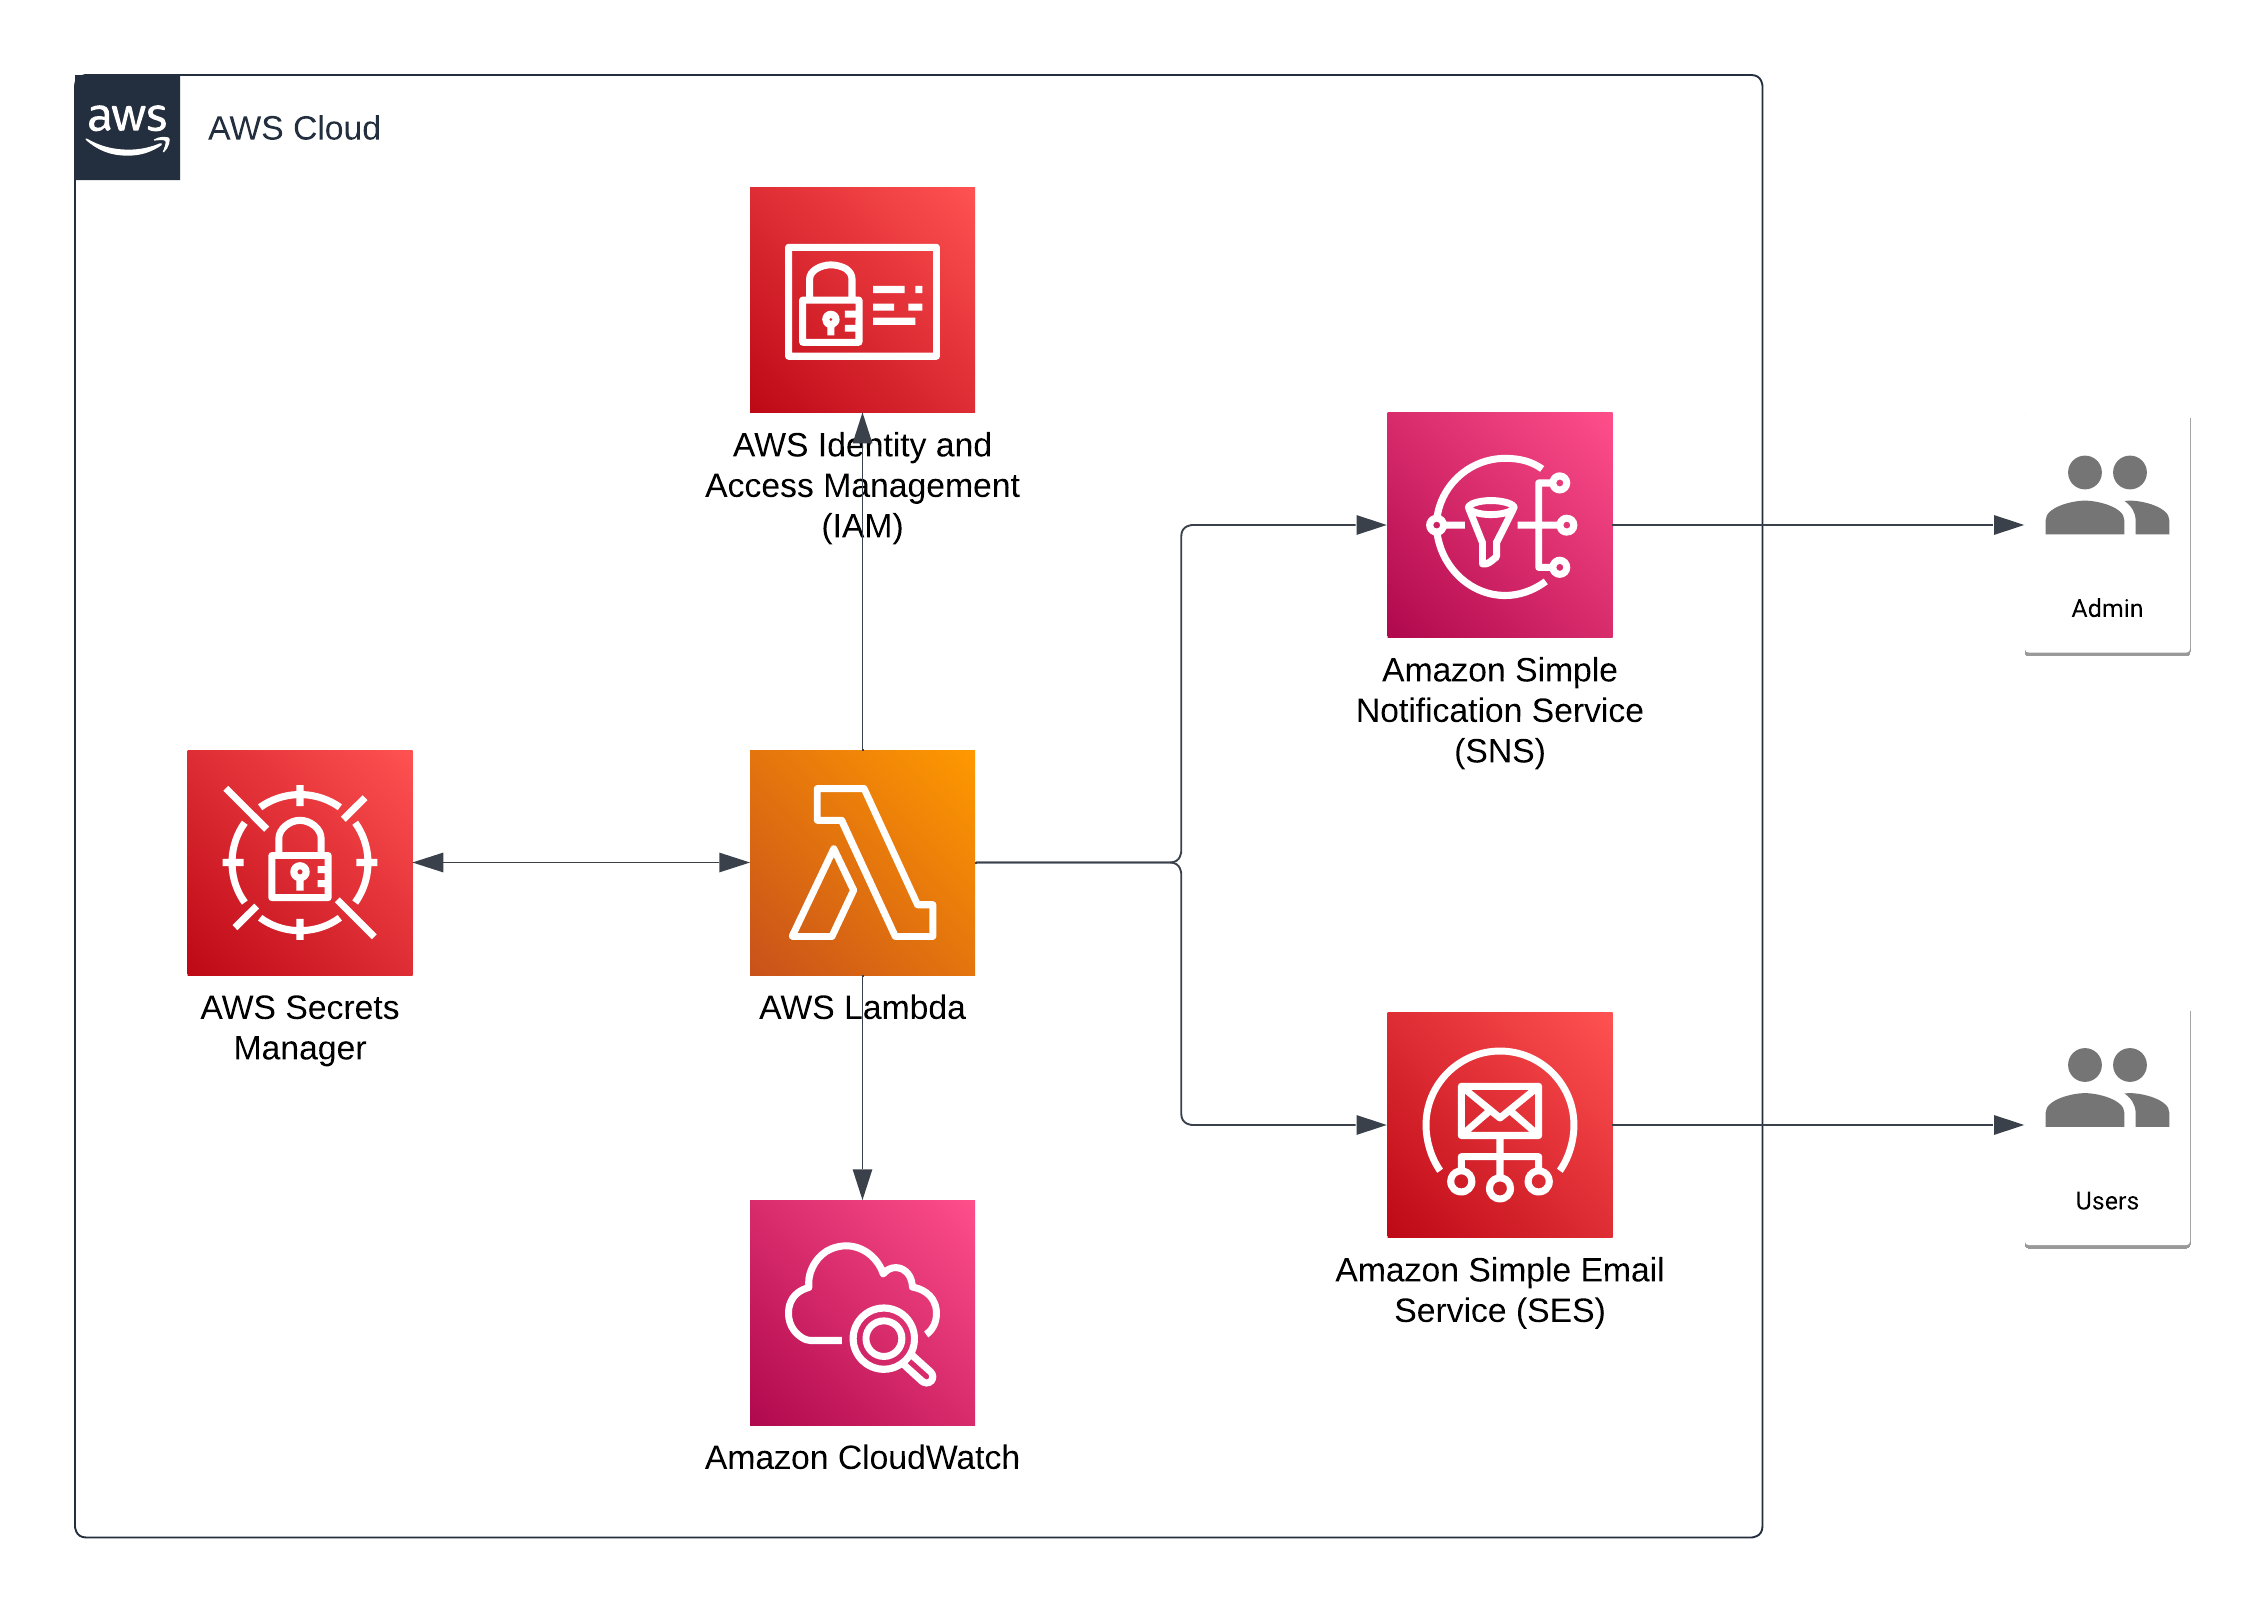 aws
AWS Cloud
AWS Identity and
Access Management
(IAM)
Amazon Simple
Notification Service
(SNS)
Admin
AWS Secrets
Manager
AWS Lambda
Amazon Simple Email
Service (SES)
Users
Amazon CloudWatch